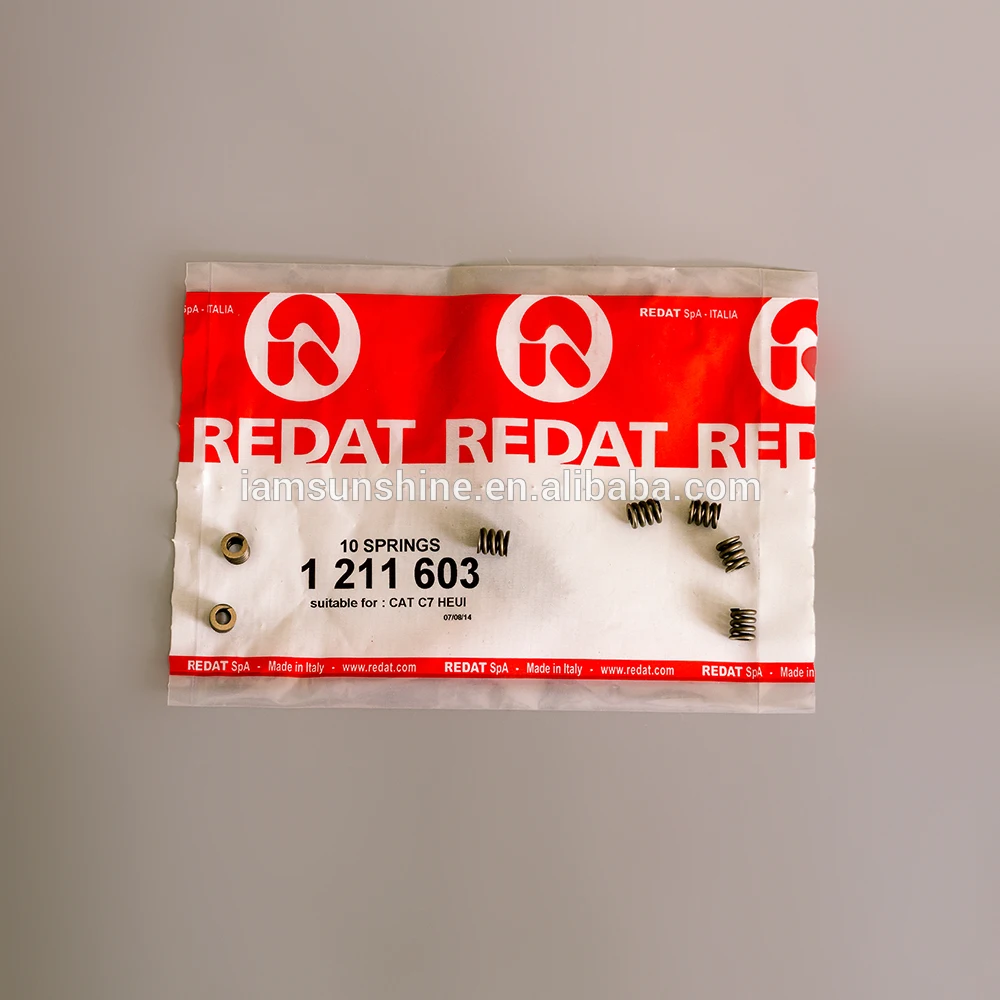 SpA - ITALIA
REDAT SpA - ITALIA
REDAT REDAT RED
iamsunshine.en.alibaba.com
10 SPRINGS
1 211 603
suitable for : CAT C7 HEUI
07/08/14
REDAT SpA - Made in Italy - www.redat.com REDAT SpA - Made in Italy - www.redat.com REDAT SpA - Made in